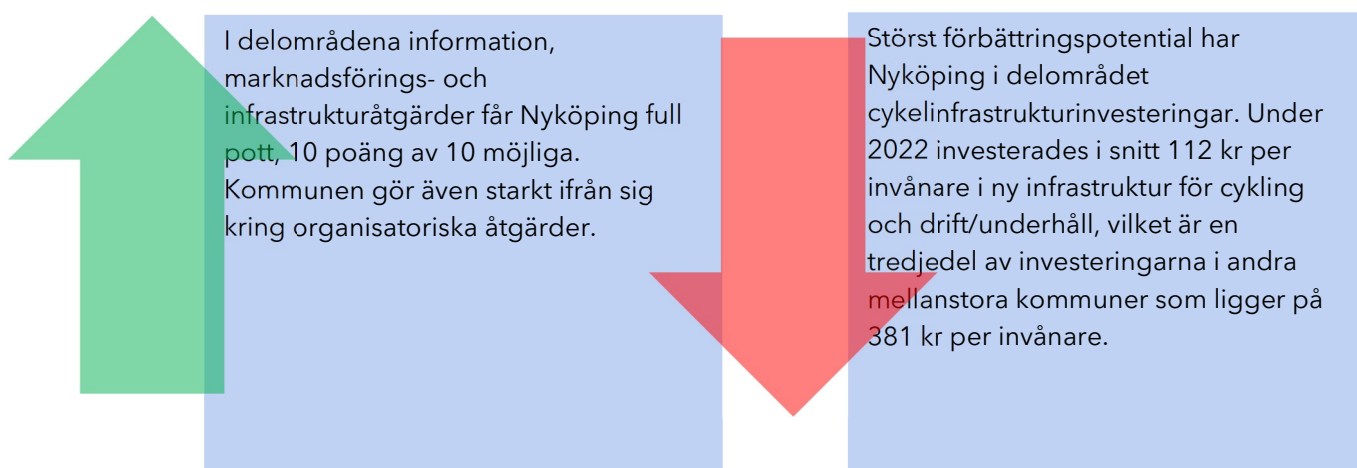 I delområdena information,
marknadsförings- och
infrastrukturåtgärder får Nyköping full
pott, 10 poäng av 10 möjliga.
Kommunen gör även starkt ifrån sig
kring organisatoriska åtgärder.
Störst förbättringspotential har
Nyköping i delområdet
cykelinfrastrukturinvesteringar. Under
2022 investerades i snitt 112 kr per
invånare i ny infrastruktur för cykling
och drift/underhåll, vilket är en
tredjedel av investeringarna i andra
mellanstora kommuner som ligger på
381 kr per invånare.